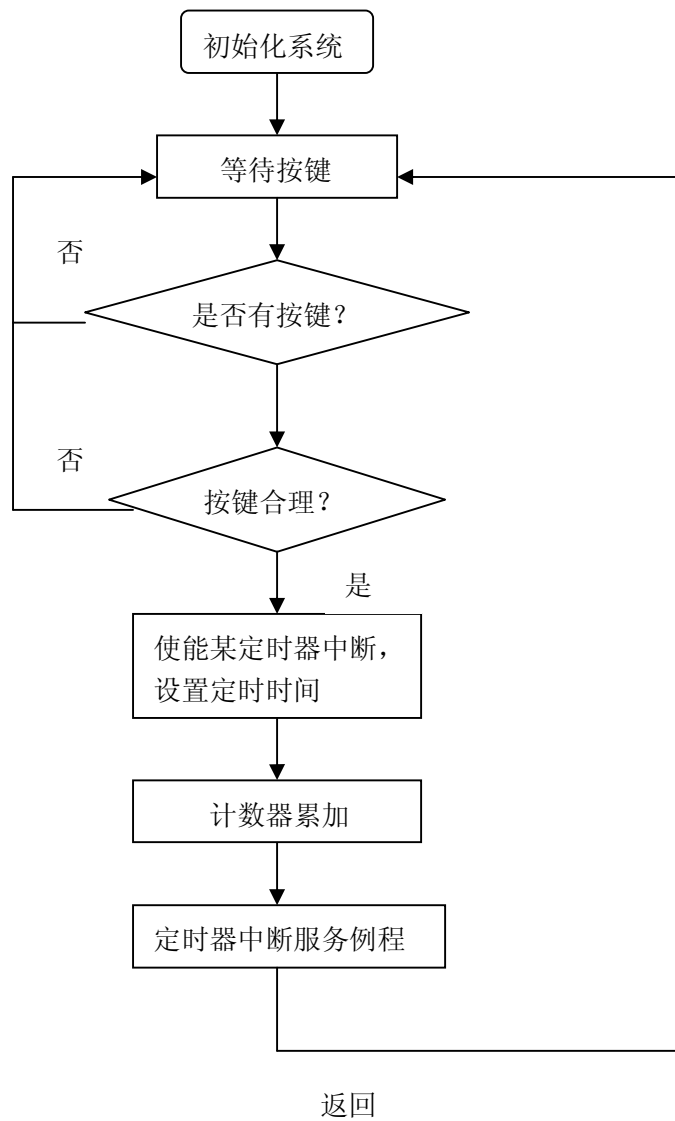 初始化系统
等待按键
否
是否有按键？
否
按键合理？
是
使能某定时器中断，
设置定时时间
计数器累加
定时器中断服务例程
返回